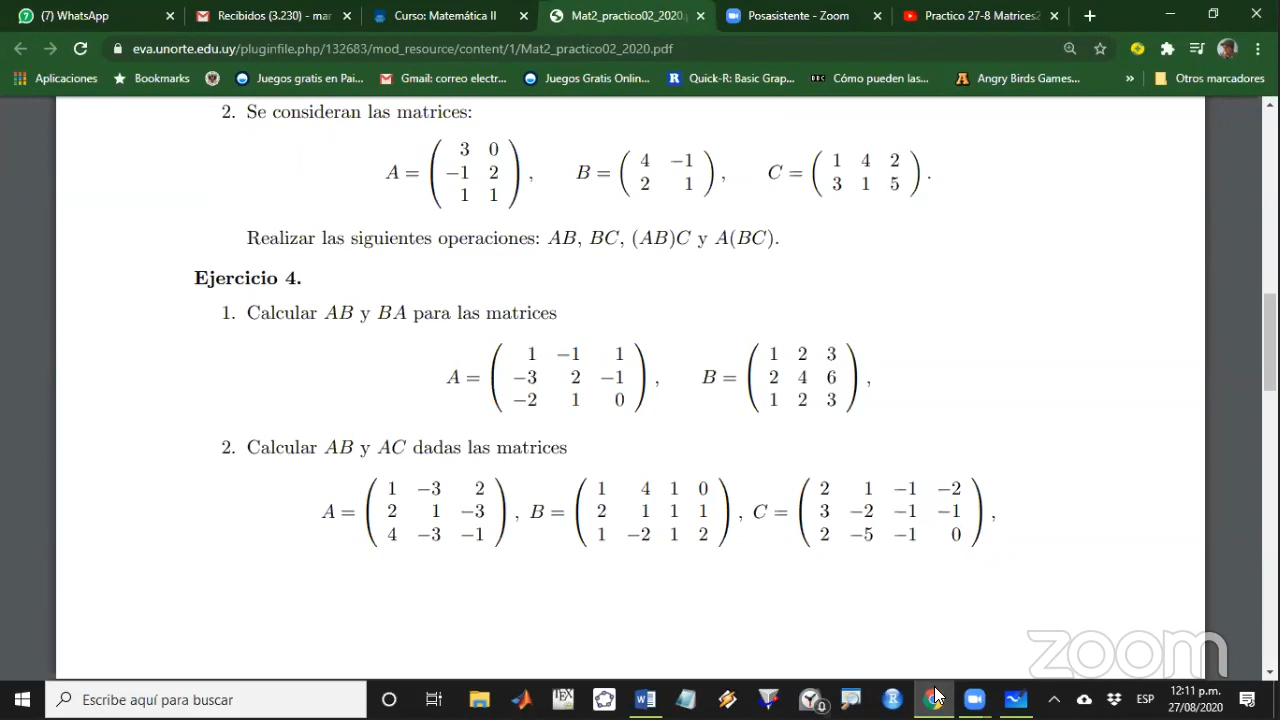 WhatsApp
Recibidos (3.230) - mar
Curso: Matemática II
Mat2_practico02_2020.
Posasistente - Zoom
Practico 27-8 Matrices2
eva.unorte.edu.uy/pluginfile.php/132683/mod_resource/content/1/Mat2_practico02_2020.pdf
Aplicaciones
Bookmarks
Juegos gratis en Pai...
Gmail: correo electr...
Juegos Gratis Onlin...
Quick-R: Basic Grap...
Cómo pueden las...
Angry Birds Games...
»
Otros marcadores
2. Se consideran las matrices:
A = ( 3 0
−1 2
1 1 ) , B = ( 4 −1
2 1 ) , C = ( 1 4 2
3 1 5 ) .
Realizar las siguientes operaciones: AB, BC, (AB)C y A(BC).
Ejercicio 4.
1. Calcular AB y BA para las matrices
A = ( 1 −1 1
−3 2 −1
−2 1 0 ) , B = ( 1 2 3
2 4 6
1 2 3 ) ,
2. Calcular AB y AC dadas las matrices
A = ( 1 −3 2
2 1 −3
4 −3 −1 ) , B = ( 1 4 1 0
2 1 1 1
1 −2 1 2 ) , C = ( 2 1 −1 −2
3 −2 −1 −1
2 −5 −1 0 ) ,
zoom
Escribe aquí para buscar
ESP
12:11 p.m.
27/08/2020